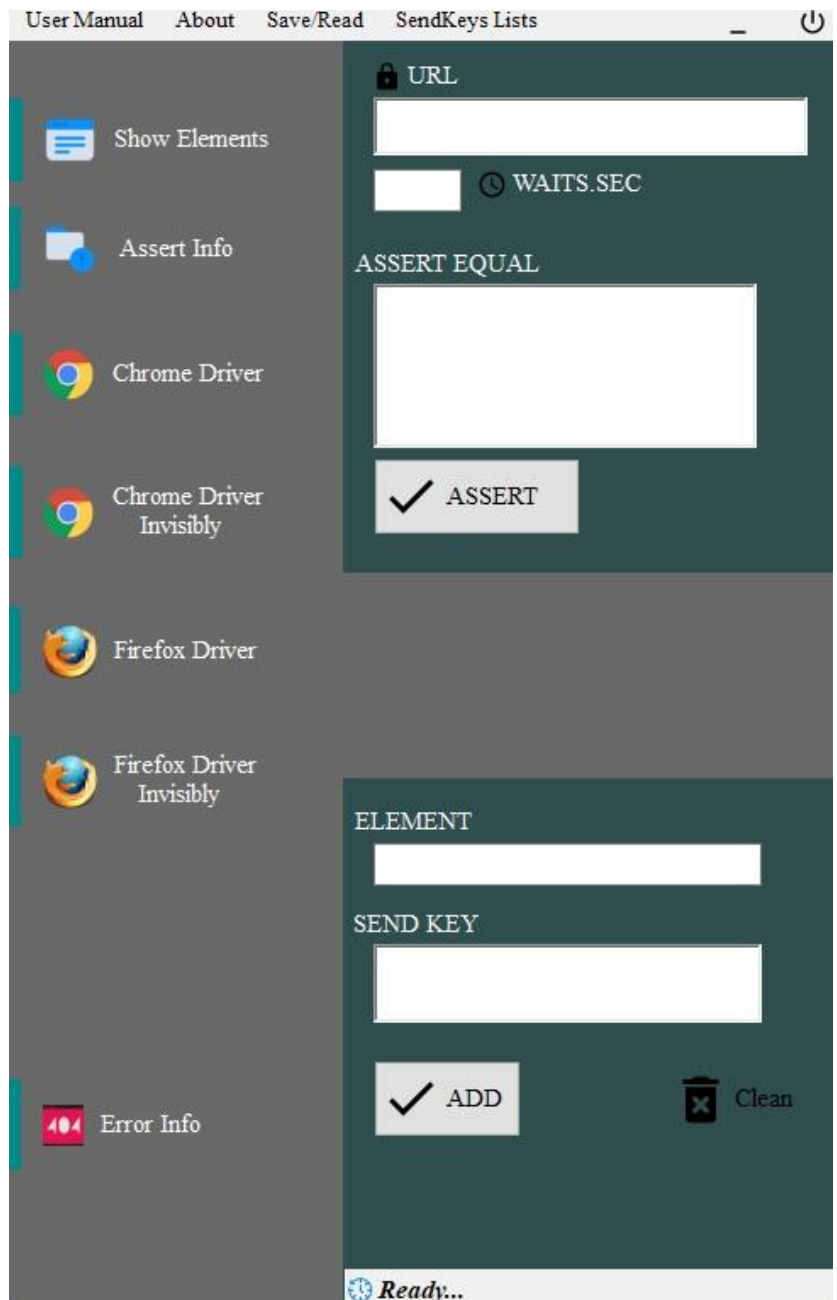 User Manual About Save/Read SendKeys Lists
URL
WAITS.SEC
ASSERT EQUAL
ASSERT
Show Elements
Assert Info
Chrome Driver
Chrome Driver
Invisibly
Firefox Driver
Firefox Driver
Invisibly
404 Error Info
ELEMENT
SEND KEY
ADD
Clean
Ready...